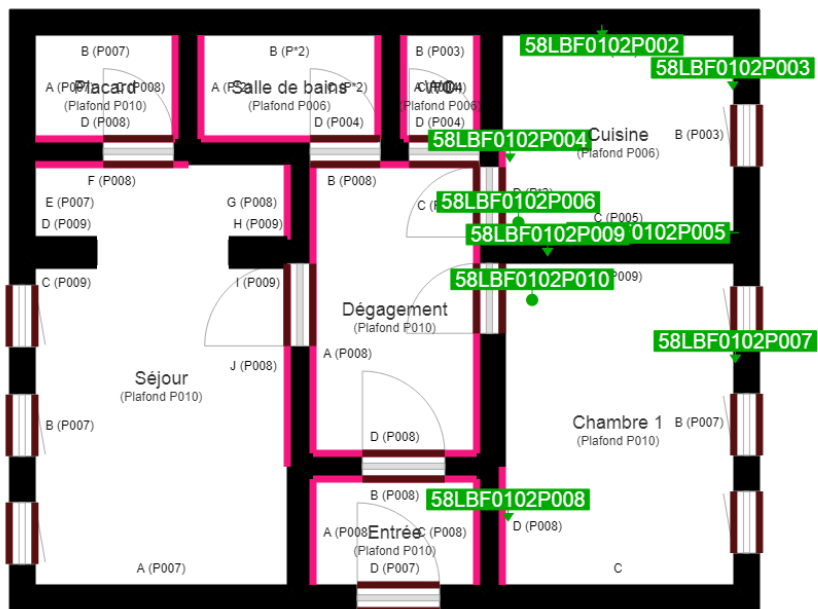 58LBF0102P002
B (P007)
B (P*2)
B (P003)
58LBF0102P003
Placard
Salle de bains
(Plafond P010)
(Plafond P006)
(Plafond P006)
D (P008)
D (P004)
D (P004)
58LBF0102P004
Cuisine
B (P003)
(Plafond P006)
F (P008)
B (P008)
E (P007)
G (P008)
58LBF0102P006
D (P009)
H (P009)
C (P005)
58LBF0102P009
0102P005
C (P009)
I (P009)
58LBF0102P010
Dégagement
(Plafond P010)
58LBF0102P007
A (P008)
J (P008)
Séjour
(Plafond P010)
B (P007)
Chambre 1
B (P007)
(Plafond P010)
D (P008)
B (P008)
58LBF0102P008
Entrée
A (P008)
C (P008)
D (P008)
(Plafond P010)
A (P007)
D (P007)
C